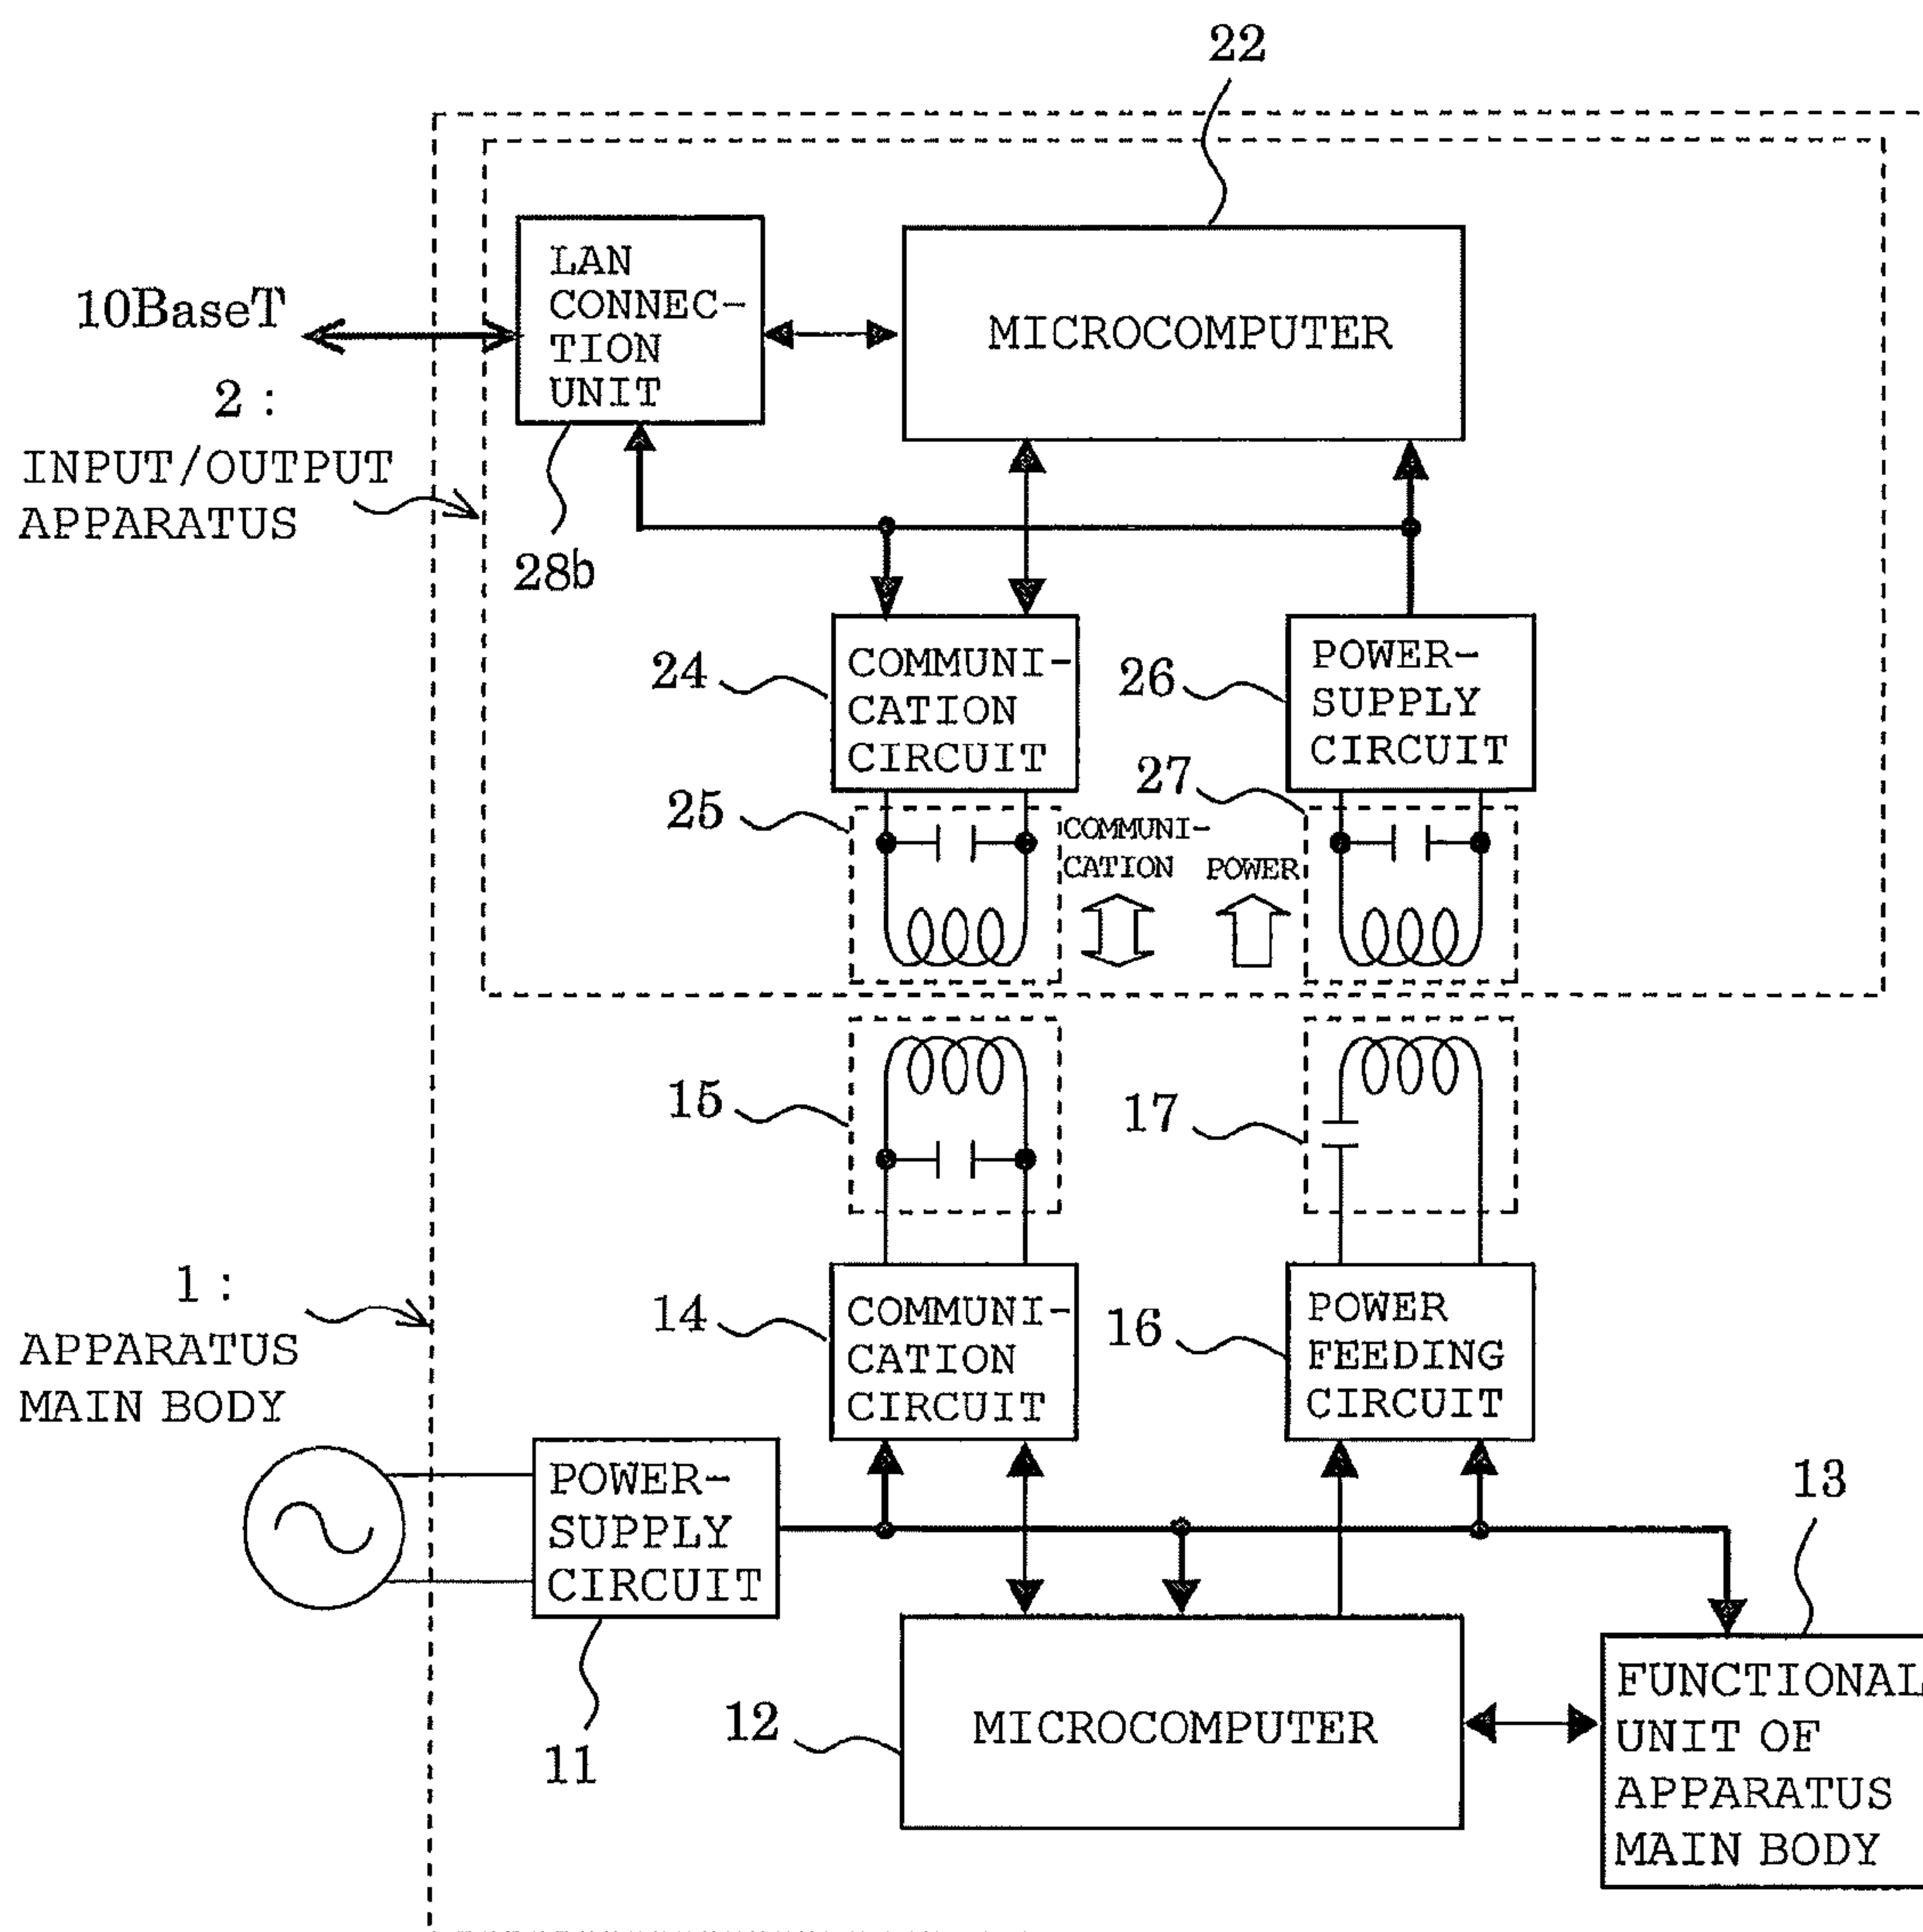 22
LAN
CONNEC-
TION
UNIT
MICROCOMPUTER
10BaseT
2 :
INPUT/OUTPUT
APPARATUS
28b
24
COMMUNI-
CATION
CIRCUIT
26
POWER-
SUPPLY
CIRCUIT
25
COMMUNI-
CATION
POWER
27
15
17
1 :
APPARATUS
MAIN BODY
14
COMMUNI-
CATION
CIRCUIT
16
POWER
FEEDING
CIRCUIT
POWER-
SUPPLY
CIRCUIT
11
13
12
MICROCOMPUTER
FUNCTIONAL
UNIT OF
APPARATUS
MAIN BODY